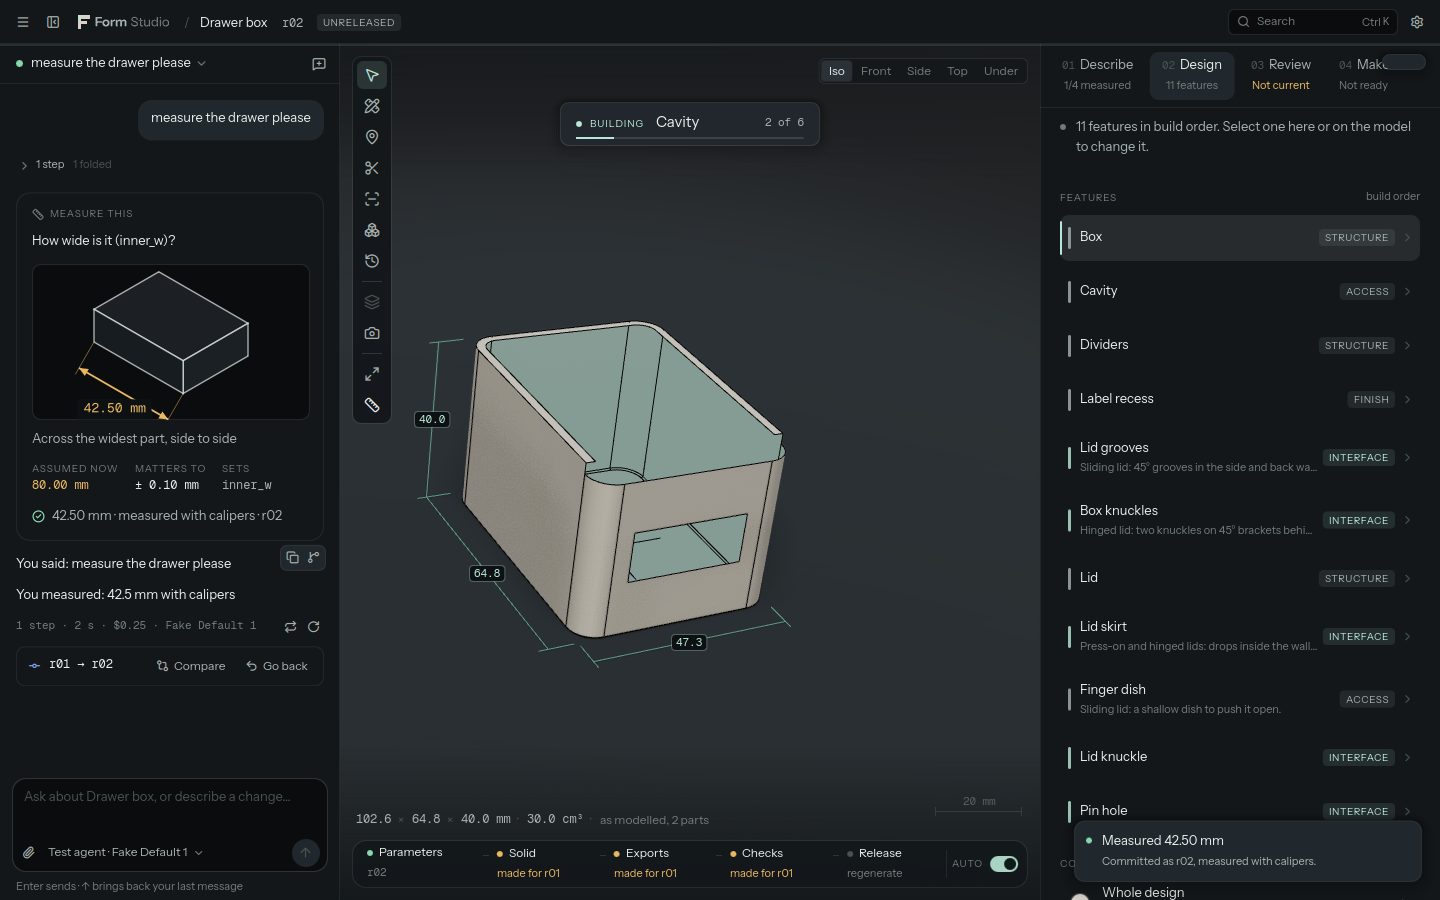 Form Studio / Drawer box r02 UNRELEASED
Search Ctrl K
measure the drawer please
measure the drawer please
1 step 1 folded
MEASURE THIS
How wide is it (inner_w)?
42.50 mm
Across the widest part, side to side
ASSUMED NOW MATTERS TO SETS
80.00 mm ± 0.10 mm inner_w
42.50 mm · measured with calipers · r02
You said: measure the drawer please
You measured: 42.5 mm with calipers
1 step · 2 s · $0.25 · Fake Default 1
r01 → r02 Compare Go back
Ask about Drawer box, or describe a change...
Test agent · Fake Default 1
Enter sends · ↑ brings back your last message
Iso Front Side Top Under
BUILDING Cavity 2 of 6
40.0
64.8
47.3
20 mm
102.6 × 64.8 × 40.0 mm · 30.0 cm³ · as modelled, 2 parts
Parameters Solid Exports Checks Release
r02 made for r01 made for r01 made for r01 regenerate
AUTO
01 Describe 02 Design 03 Review 04 Make
1/4 measured 11 features Not current Not ready
11 features in build order. Select one here or on the model
to change it.
FEATURES build order
Box STRUCTURE
Cavity ACCESS
Dividers STRUCTURE
Label recess FINISH
Lid grooves INTERFACE
Sliding lid: 45° grooves in the side and back wa...
Box knuckles INTERFACE
Hinged lid: two knuckles on 45° brackets behi...
Lid STRUCTURE
Lid skirt INTERFACE
Press-on and hinged lids: drops inside the wall...
Finger dish ACCESS
Sliding lid: a shallow dish to push it open.
Lid knuckle INTERFACE
Pin hole INTERFACE
Measured 42.50 mm
Committed as r02, measured with calipers.
Whole design